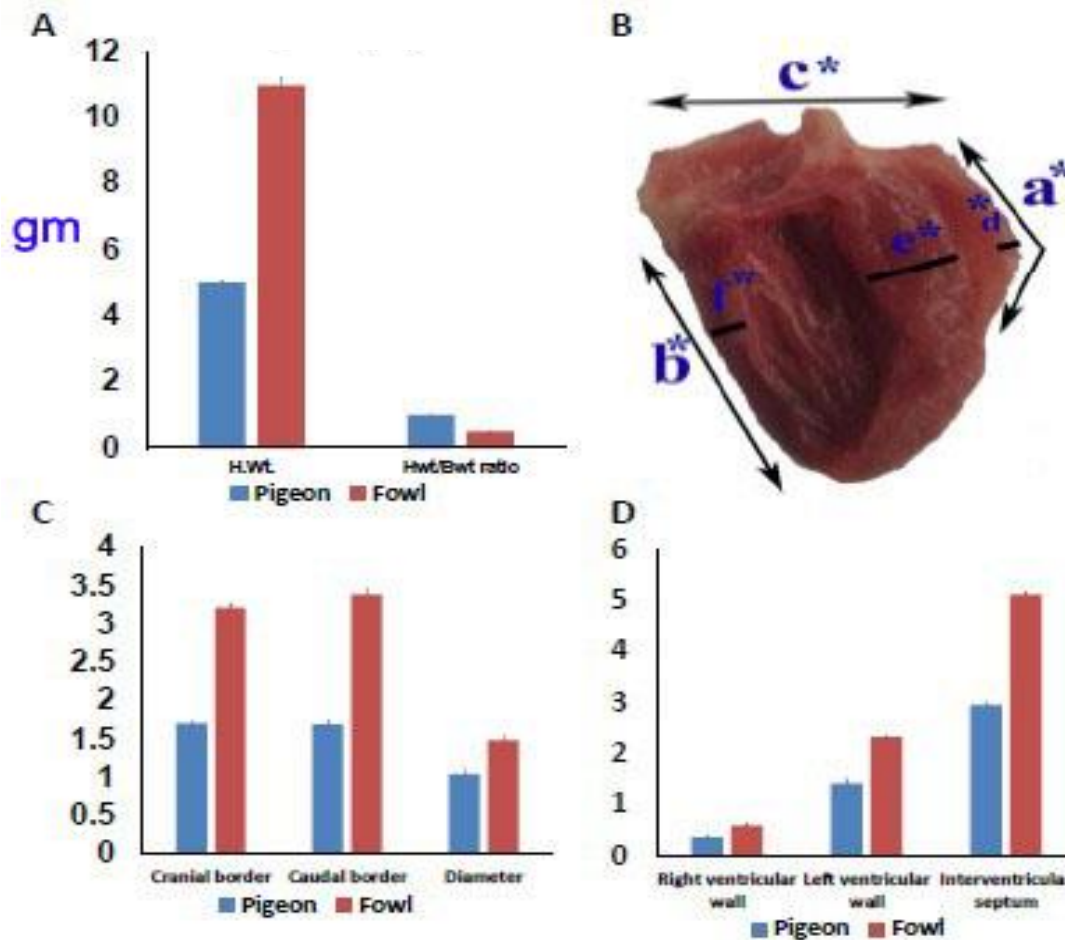 A
12
10
8
6
4
2
0
gm
H.Wt.
Hwt/Bwt ratio
Pigeon Fowl
B
c*
a*
*d
e*
f*
b*
C
4
3.5
3
2.5
2
1.5
1
0.5
0
Cranial border Caudal border Diameter
Pigeon Fowl
D
6
5
4
3
2
1
0
Right ventricular Left ventricular Interventricula
wall wall septum
Pigeon Fowl